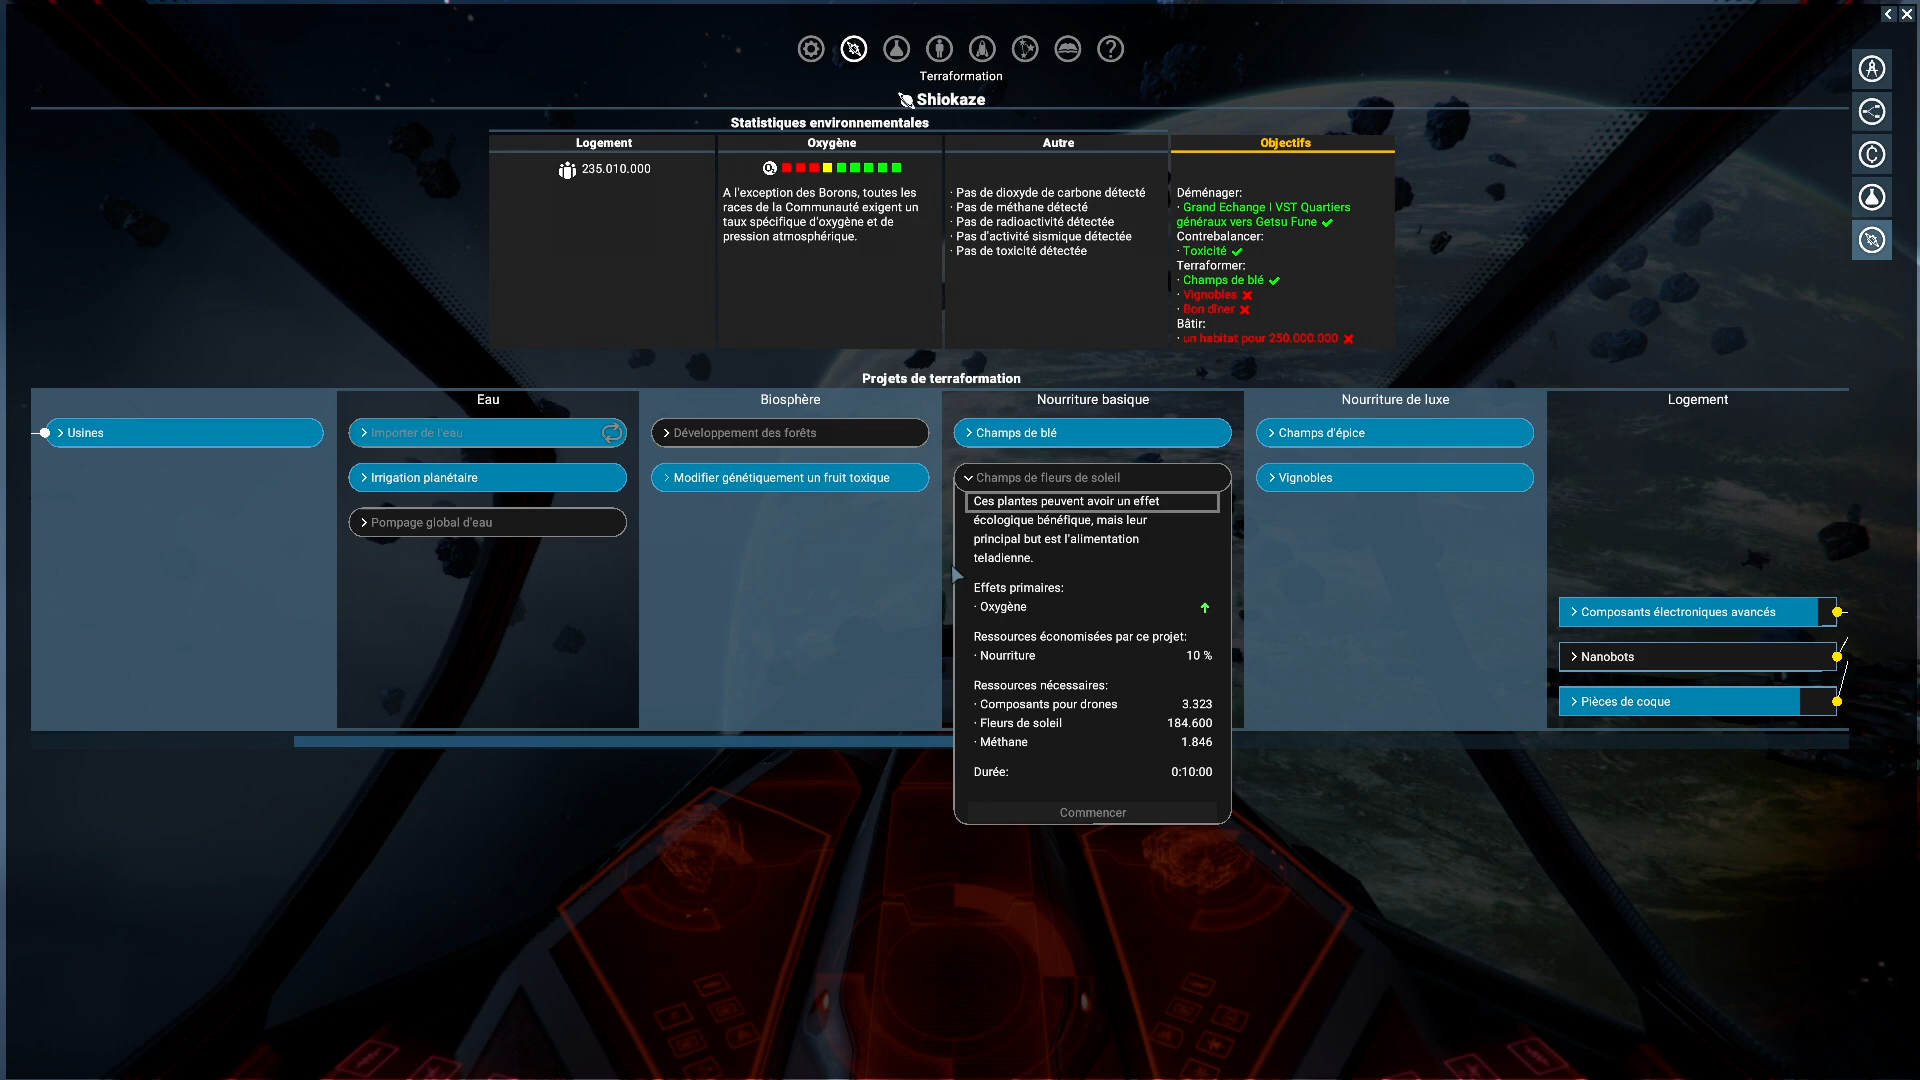 Terraformation
Shiokaze
Statistiques environnementales
Logement
Oxygène
Autre
Objectifs
235.010.000
A l'exception des Borons, toutes les
races de la Communauté exigent un
taux spécifique d'oxygène et de
pression atmosphérique.
· Pas de dioxyde de carbone détecté
· Pas de méthane détecté
· Pas de radioactivité détectée
· Pas d'activité sismique détectée
· Pas de toxicité détectée
Déménager:
· Grand Echange I VST Quartiers
généraux vers Getsu Fune
Contrebalancer:
· Toxicité
Terraformer:
· Champs de blé
· Vignobles
· Bon dîner
Bâtir:
· un habitat pour 250.000.000
Projets de terraformation
Eau
Biosphère
Nourriture basique
Nourriture de luxe
Logement
Usines
Importer de l'eau
Irrigation planétaire
Pompage global d'eau
Développement des forêts
Modifier génétiquement un fruit toxique
Champs de blé
Champs de fleurs de soleil
Ces plantes peuvent avoir un effet
écologique bénéfique, mais leur
principal but est l'alimentation
teladienne.
Effets primaires:
· Oxygène
Ressources économisées par ce projet:
· Nourriture 10 %
Ressources nécessaires:
· Composants pour drones 3.323
· Fleurs de soleil 184.600
· Méthane 1.846
Durée: 0:10:00
Commencer
Champs d'épice
Vignobles
Composants électroniques avancés
Nanobots
Pièces de coque